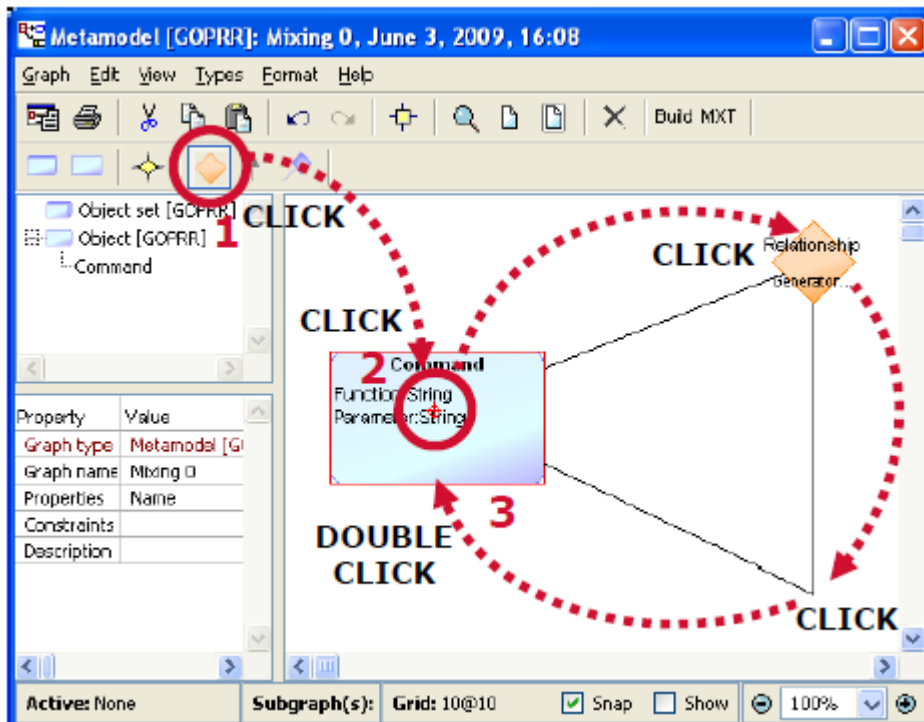 Metamodel [GOPRR]: Mixing 0, June 3, 2009, 16:08
Graph Edit View Types Format Help
Buid MXT
Object set [GOPRR]
1 CLICK
Object [GOPRR]
Command
Relationship
CLICK
Generator...
CLICK
2 Command
Function:String
Parameter:String
Property Value
Graph type Metamodel [G
Graph name Mixing 0
Properties Name
Constraints
Description
3
DOUBLE
CLICK
CLICK
Active: None Subgraph(s): Grid: 10@10 Snap Show 100%